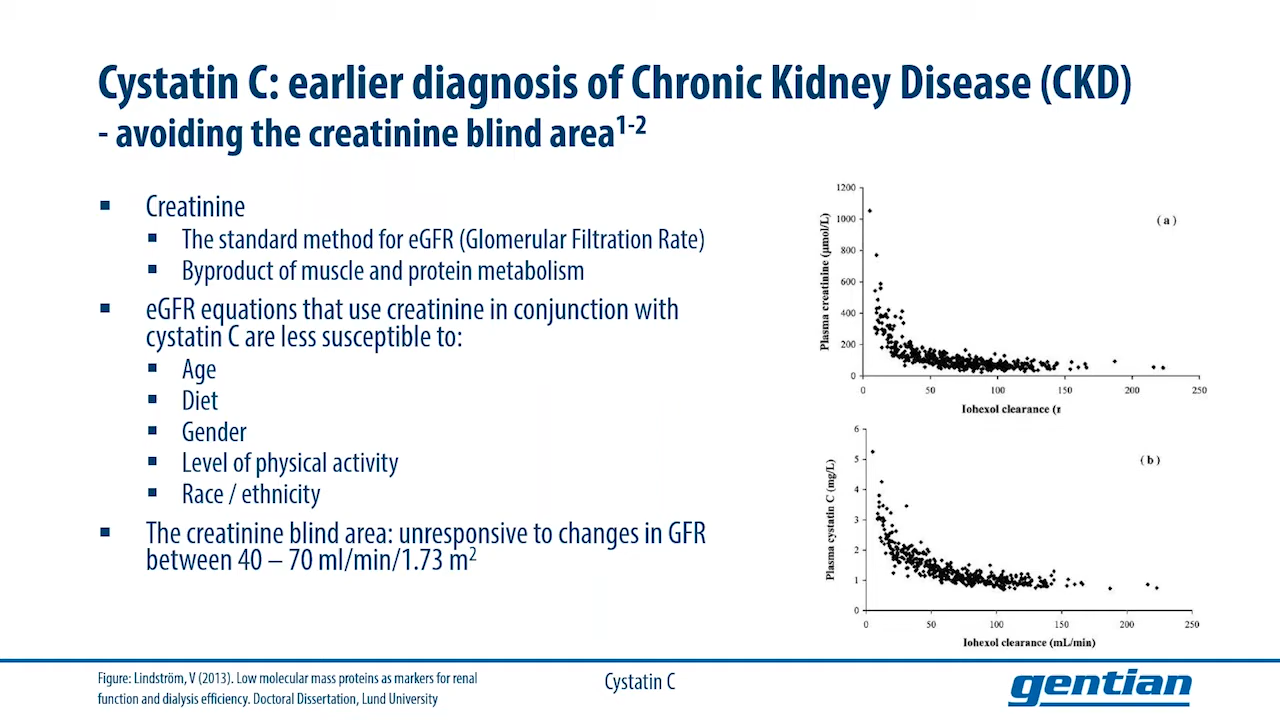 Cystatin C: earlier diagnosis of Chronic Kidney Disease (CKD)
- avoiding the creatinine blind area1-2
▪ Creatinine
▪ The standard method for eGFR (Glomerular Filtration Rate)
▪ Byproduct of muscle and protein metabolism
▪ eGFR equations that use creatinine in conjunction with
cystatin C are less susceptible to:
▪ Age
▪ Diet
▪ Gender
▪ Level of physical activity
▪ Race / ethnicity
▪ The creatinine blind area: unresponsive to changes in GFR
between 40 – 70 ml/min/1.73 m2
(a)
Plasma creatinine (µmol/L)
1200
1000
800
600
400
200
0
0 50 100 150 200 250
Iohexol clearance (r
(b)
Plasma cystatin C (mg/L)
6
5
4
3
2
1
0
0 50 100 150 200 250
Iohexol clearance (mL/min)
Figure: Lindström, V (2013). Low molecular mass proteins as markers for renal
function and dialysis efficiency. Doctoral Dissertation, Lund University
Cystatin C
gentian